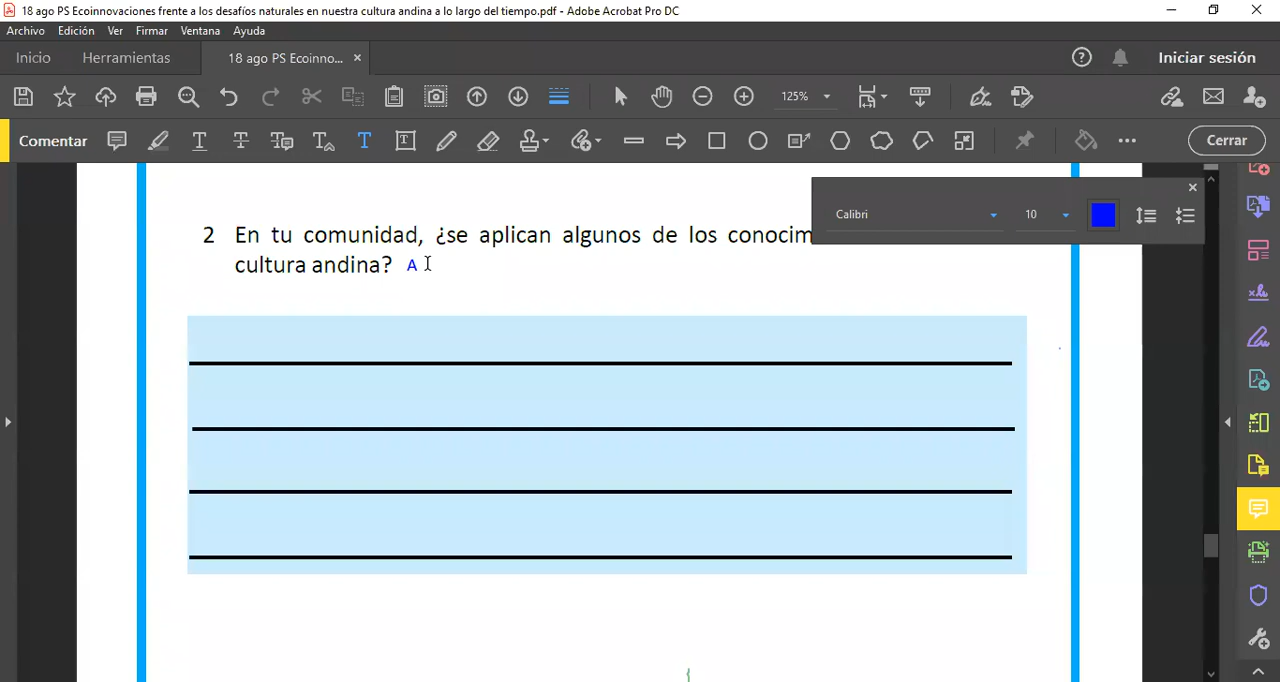 18 ago PS Ecoinnovaciones frente a los desafíos naturales en nuestra cultura andina a lo largo del tiempo.pdf - Adobe Acrobat Pro DC
Archivo Edición Ver Firmar Ventana Ayuda
Inicio Herramientas 18 ago PS Ecoinno... × Iniciar sesión
125%
Comentar Cerrar
Calibri 10
2 En tu comunidad, ¿se aplican algunos de los conocim
cultura andina? A